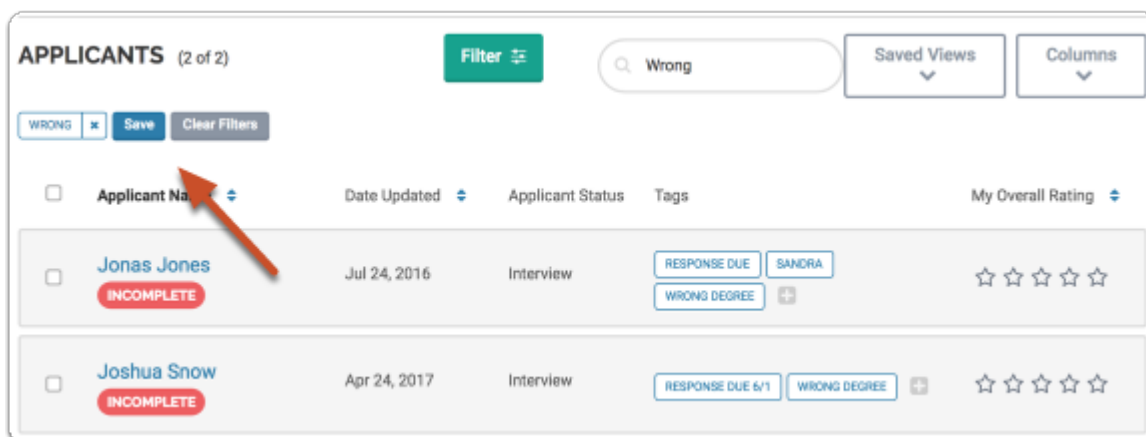 APPLICANTS (2 of 2) Filter Wrong Saved Views Columns
WRONG × Save Clear Filters
Applicant Na Date Updated Applicant Status Tags My Overall Rating
Jonas Jones Jul 24, 2016 Interview RESPONSE DUE SANDRA
INCOMPLETE WRONG DEGREE
Joshua Snow Apr 24, 2017 Interview RESPONSE DUE 6/1 WRONG DEGREE
INCOMPLETE